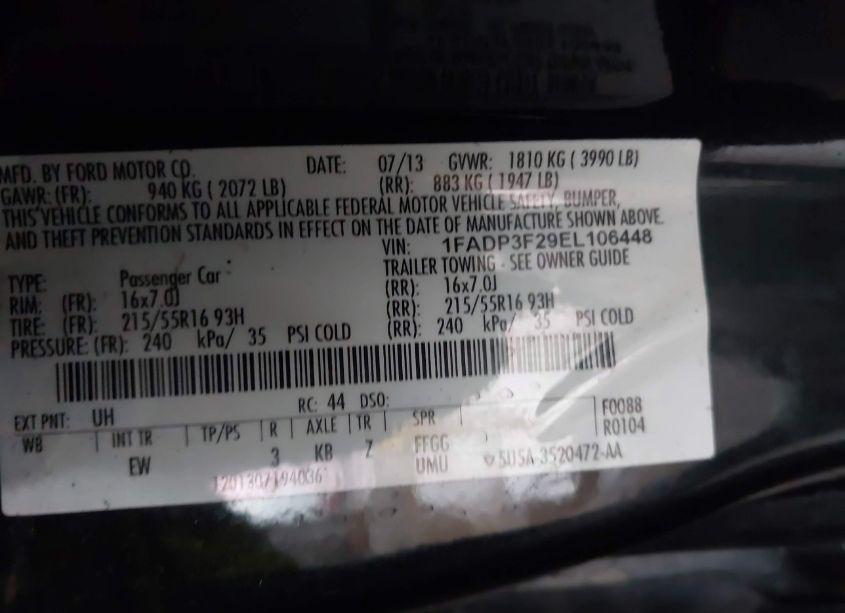 MFD. BY FORD MOTOR CO. DATE: 07/13 GVWR: 1810 KG ( 3990 LB)
GAWR: (FR): 940 KG ( 2072 LB) (RR): 883 KG ( 1947 LB)
THIS VEHICLE CONFORMS TO ALL APPLICABLE FEDERAL MOTOR VEHICLE SAFETY, BUMPER,
AND THEFT PREVENTION STANDARDS IN EFFECT ON THE DATE OF MANUFACTURE SHOWN ABOVE.
VIN: 1FADP3F29EL106448
TYPE: Passenger Car TRAILER TOWING - SEE OWNER GUIDE
RIM: (FR): 16x7.0J (RR): 16x7.0J
TIRE: (FR): 215/55R16 93H (RR): 215/55R16 93H
PRESSURE: (FR): 240 kPa/ 35 PSI COLD (RR): 240 kPa/ 35 PSI COLD
EXT PNT: UH RC: 44 DSO: F0088
WB INT TR TP/PS R AXLE TR SPR R0104
EW 3 KB Z FFGG
UMU 5U5A-3520472-AA
1201307194036